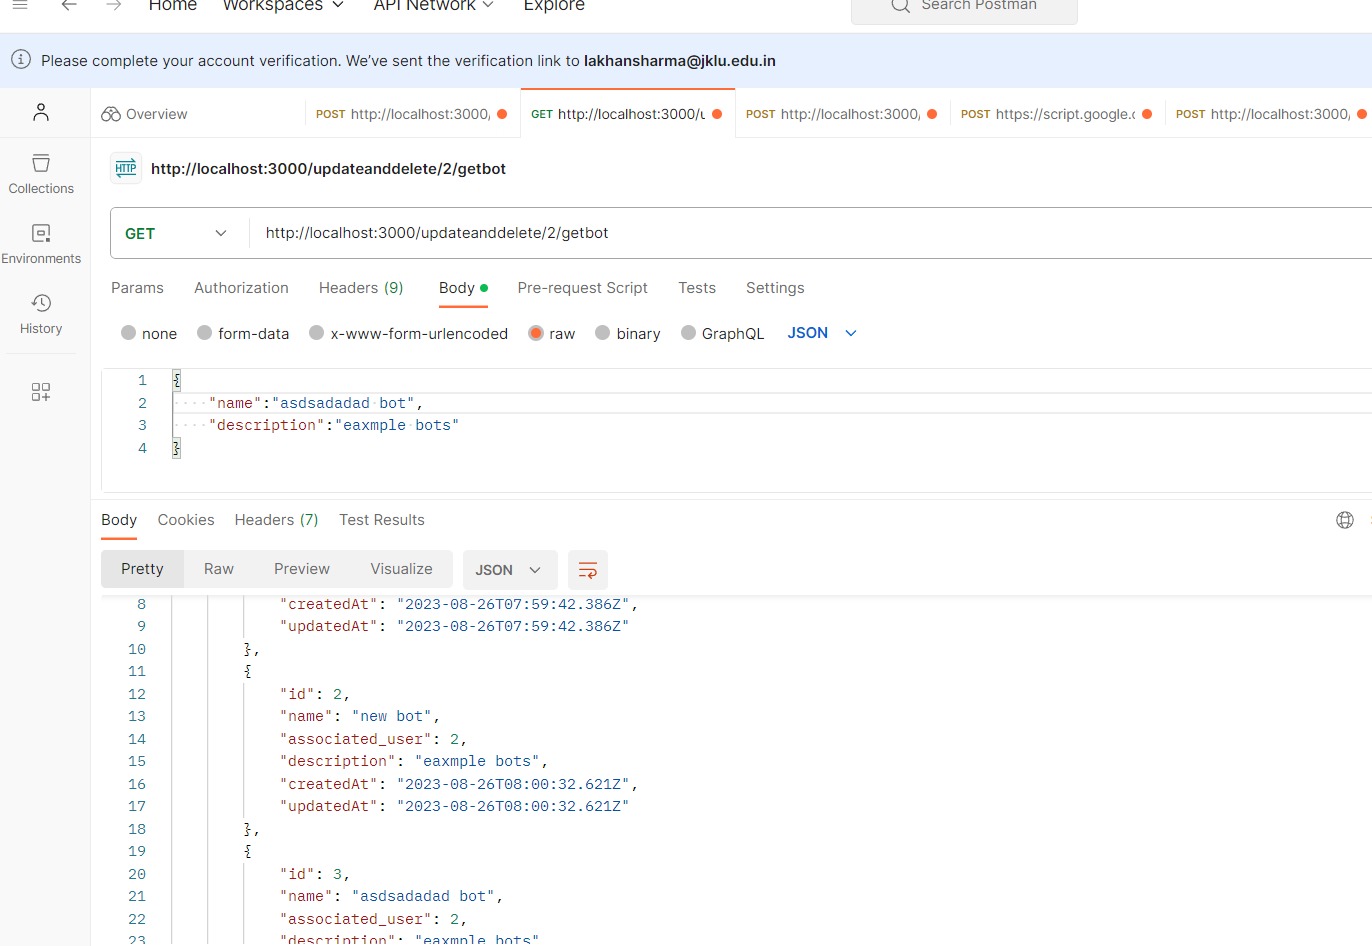 Home Workspaces API Network Explore Search Postman
Please complete your account verification. We've sent the verification link to lakhansharma@jklu.edu.in
Overview POST http://localhost:3000/ GET http://localhost:3000/u POST http://localhost:3000/ POST https://script.google.c POST http://localhost:3000/
HTTP http://localhost:3000/updateanddelete/2/getbot
Collections
Environments
History
GET http://localhost:3000/updateanddelete/2/getbot
Params Authorization Headers (9) Body Pre-request Script Tests Settings
none form-data x-www-form-urlencoded raw binary GraphQL JSON
1 {
2 "name":"asdsadadad bot",
3 "description":"eaxmple bots"
4 }
Body Cookies Headers (7) Test Results
Pretty Raw Preview Visualize JSON
8 "createdAt": "2023-08-26T07:59:42.386Z",
9 "updatedAt": "2023-08-26T07:59:42.386Z"
10 },
11 {
12 "id": 2,
13 "name": "new bot",
14 "associated_user": 2,
15 "description": "eaxmple bots",
16 "createdAt": "2023-08-26T08:00:32.621Z",
17 "updatedAt": "2023-08-26T08:00:32.621Z"
18 },
19 {
20 "id": 3,
21 "name": "asdsadadad bot",
22 "associated_user": 2,
23 "description": "eaxmple bots"